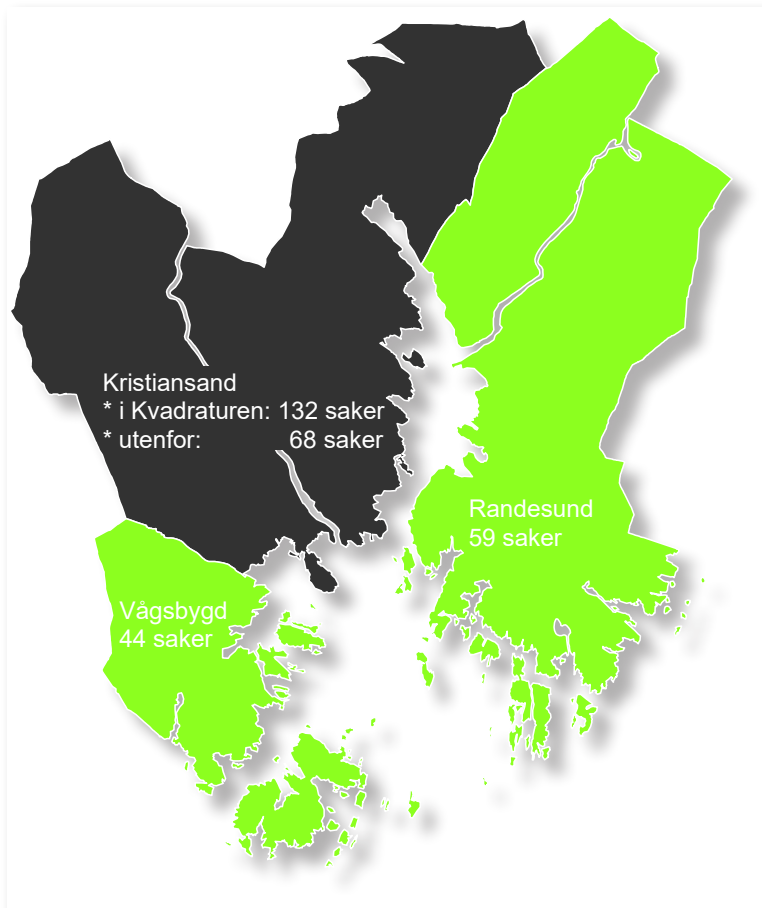 Kristiansand
* i Kvadraturen: 132 saker
* utenfor: 68 saker
Randesund
59 saker
Vågsbygd
44 saker